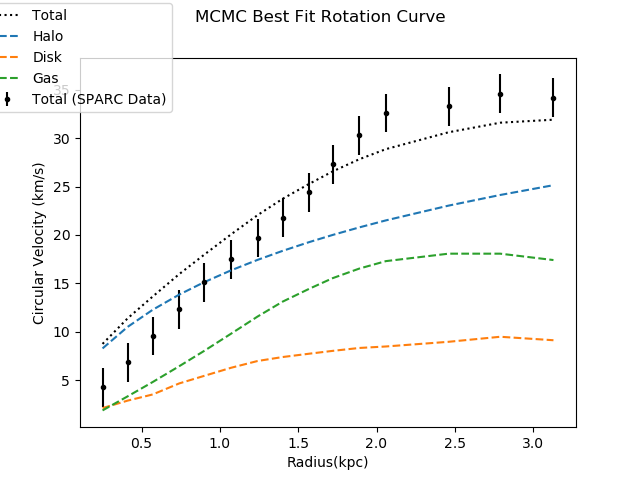 MCMC Best Fit Rotation Curve
Total
Halo
Disk
Gas
Total (SPARC Data)
35
30
25
20
15
10
5
Circular Velocity (km/s)
0.5 1.0 1.5 2.0 2.5 3.0
Radius(kpc)